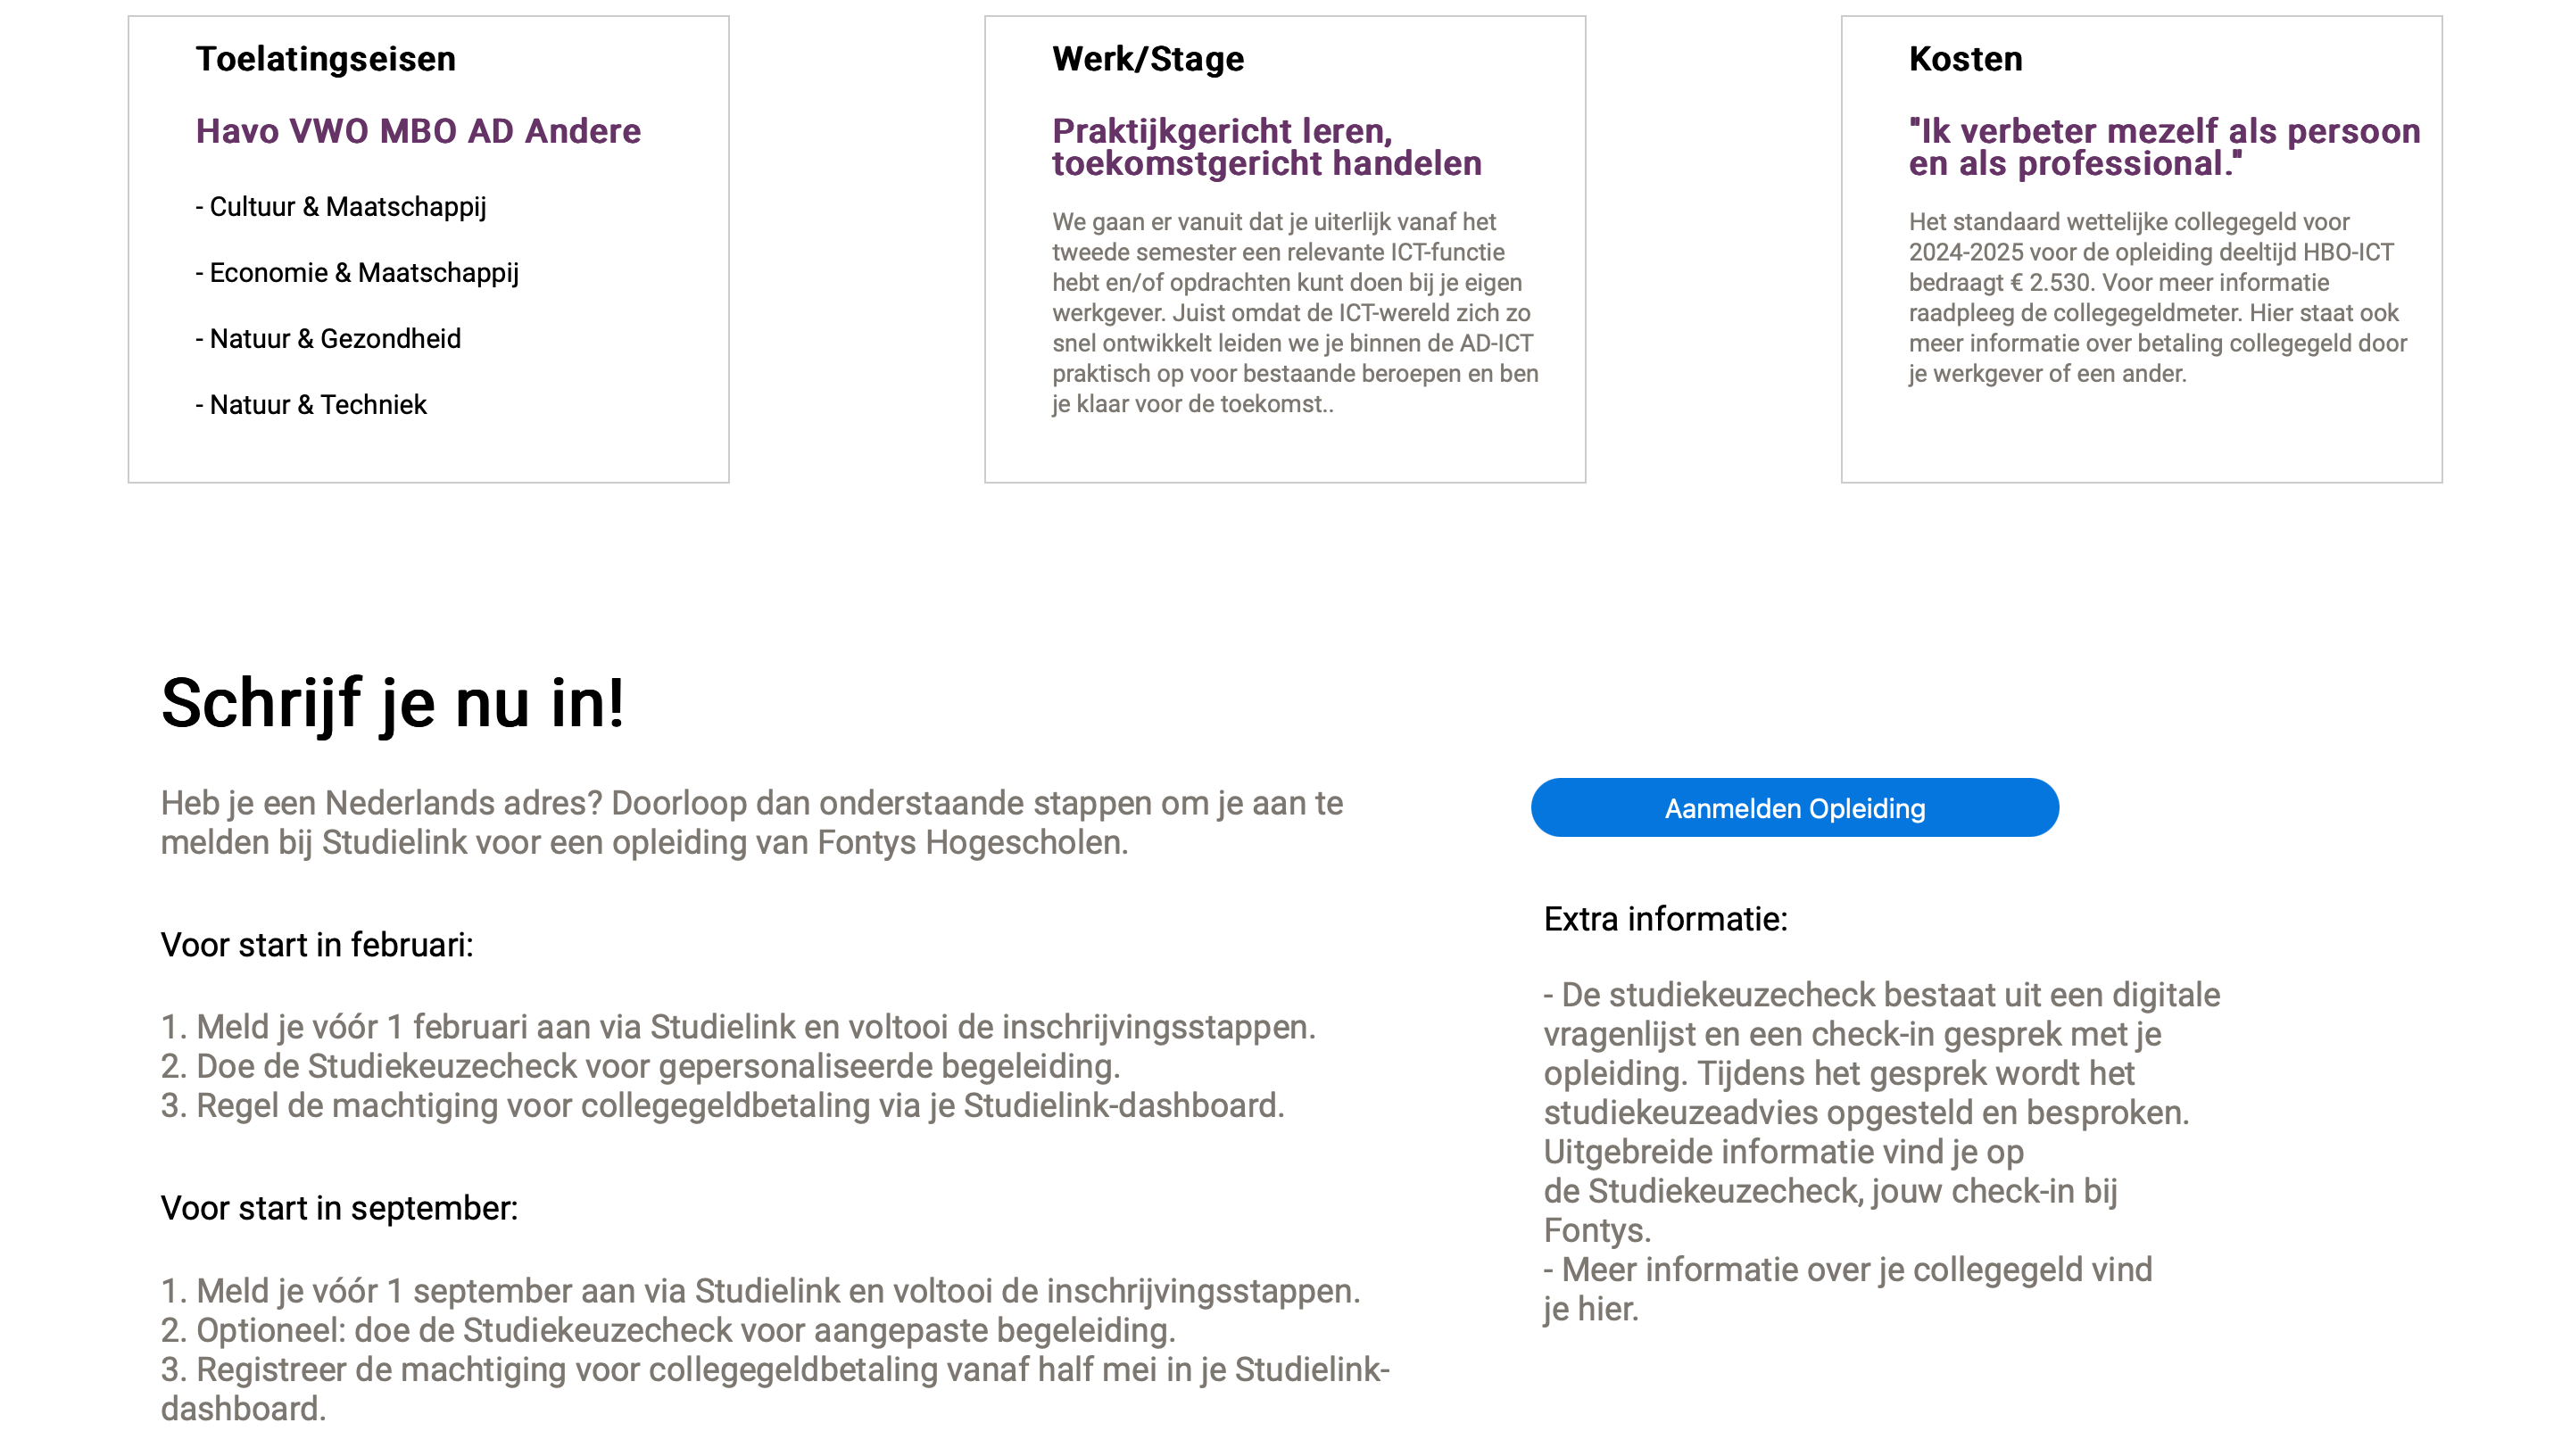 Toelatingseisen
Havo VWO MBO AD Andere
- Cultuur & Maatschappij
- Economie & Maatschappij
- Natuur & Gezondheid
- Natuur & Techniek
Werk/Stage
Praktijkgericht leren,
toekomstgericht handelen
We gaan er vanuit dat je uiterlijk vanaf het
tweede semester een relevante ICT-functie
hebt en/of opdrachten kunt doen bij je eigen
werkgever. Juist omdat de ICT-wereld zich zo
snel ontwikkelt leiden we je binnen de AD-ICT
praktisch op voor bestaande beroepen en ben
je klaar voor de toekomst..
Kosten
"Ik verbeter mezelf als persoon
en als professional."
Het standaard wettelijke collegegeld voor
2024-2025 voor de opleiding deeltijd HBO-ICT
bedraagt € 2.530. Voor meer informatie
raadpleeg de collegegeldmeter. Hier staat ook
meer informatie over betaling collegegeld door
je werkgever of een ander.
Schrijf je nu in!
Heb je een Nederlands adres? Doorloop dan onderstaande stappen om je aan te
melden bij Studielink voor een opleiding van Fontys Hogescholen.
Voor start in februari:
1. Meld je vóór 1 februari aan via Studielink en voltooi de inschrijvingsstappen.
2. Doe de Studiekeuzecheck voor gepersonaliseerde begeleiding.
3. Regel de machtiging voor collegegeldbetaling via je Studielink-dashboard.
Voor start in september:
1. Meld je vóór 1 september aan via Studielink en voltooi de inschrijvingsstappen.
2. Optioneel: doe de Studiekeuzecheck voor aangepaste begeleiding.
3. Registreer de machtiging voor collegegeldbetaling vanaf half mei in je Studielink-
dashboard.
Aanmelden Opleiding
Extra informatie:
- De studiekeuzecheck bestaat uit een digitale
vragenlijst en een check-in gesprek met je
opleiding. Tijdens het gesprek wordt het
studiekeuzeadvies opgesteld en besproken.
Uitgebreide informatie vind je op
de Studiekeuzecheck, jouw check-in bij
Fontys.
- Meer informatie over je collegegeld vind
je hier.